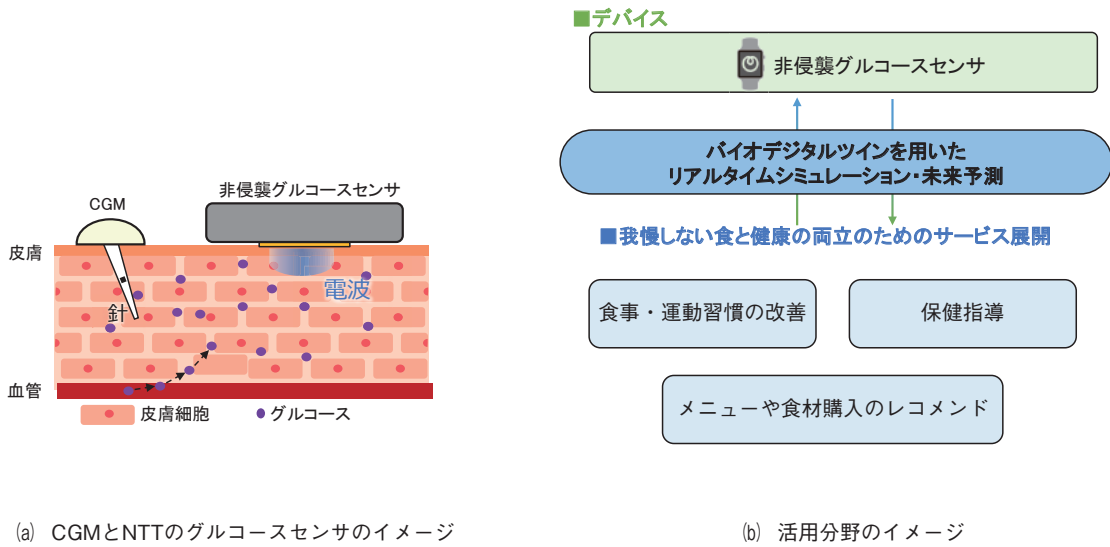 CGM
非侵襲グルコースセンサ
皮膚
電波
針
血管
皮膚細胞
グルコース
(a) CGMとNTTのグルコースセンサのイメージ
■デバイス
非侵襲グルコースセンサ
バイオデジタルツインを用いた
リアルタイムシミュレーション・未来予測
■我慢しない食と健康の両立のためのサービス展開
食事・運動習慣の改善
保健指導
メニューや食材購入のレコメンド
(b) 活用分野のイメージ